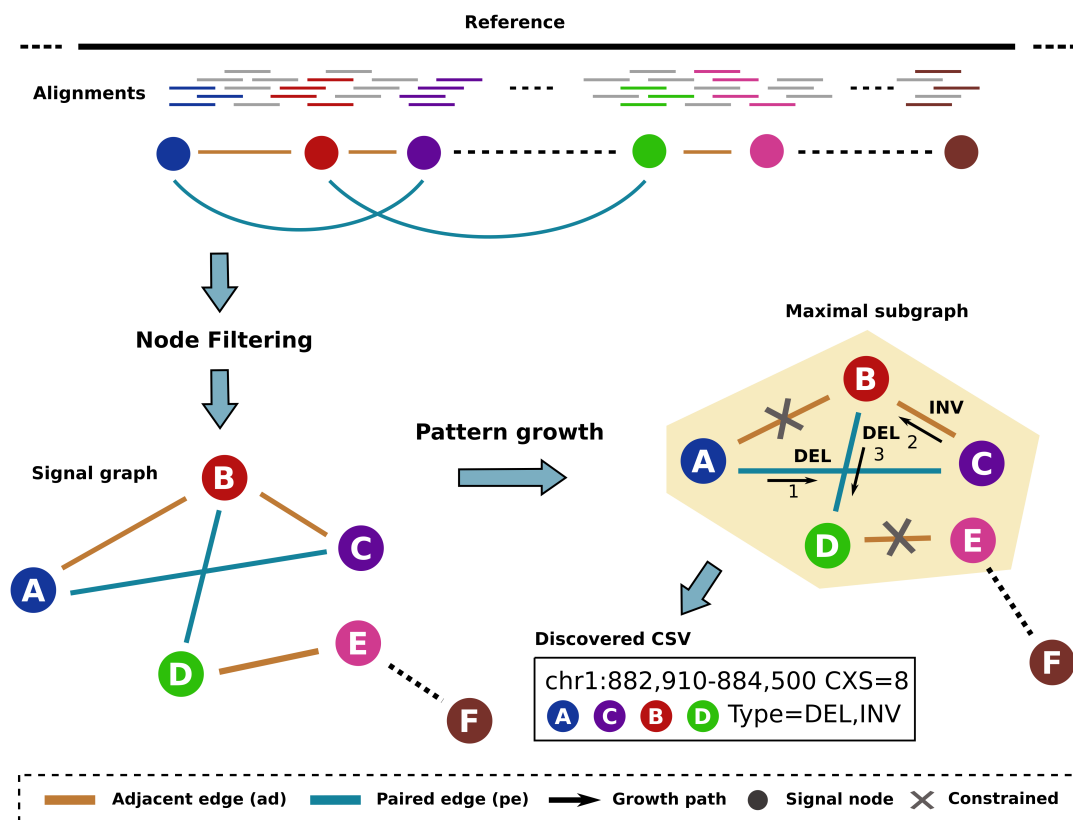 Reference
Alignments
Node Filtering
Maximal subgraph
Pattern growth
Signal graph
A
B
C
D
E
F
A
B
C
D
E
F
INV
DEL
2
3
DEL
1
Discovered CSV
chr1:882,910-884,500 CXS=8
A C B D Type=DEL,INV
Adjacent edge (ad) Paired edge (pe) Growth path Signal node Constrained